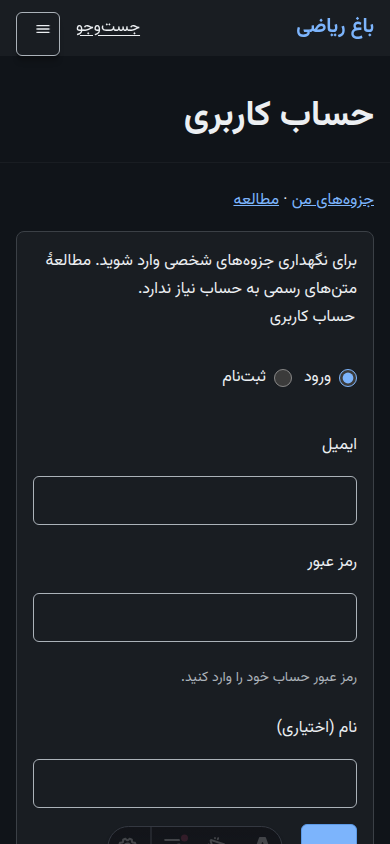 باغ ریاضی
جست‌وجو
حساب کاربری
جزوه‌های من · مطالعه
برای نگهداری جزوه‌های شخصی وارد شوید. مطالعهٔ
متن‌های رسمی به حساب نیاز ندارد.
حساب کاربری
ورود
ثبت‌نام
ایمیل
رمز عبور
رمز عبور حساب خود را وارد کنید.
نام (اختیاری)